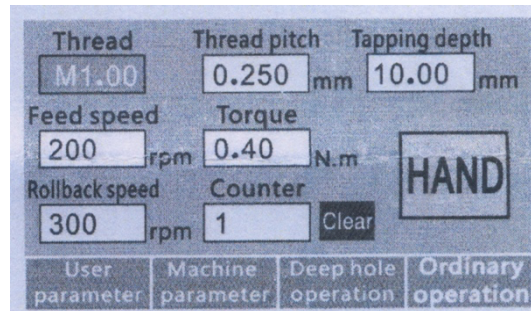 Thread Thread pitch Tapping depth
M1.00 0.250 mm 10.00 mm
Feed speed Torque
200 rpm 0.40 N.m HAND
Rollback speed Counter
300 rpm 1 Clear
User parameter Machine parameter Deep hole operation Ordinary operation